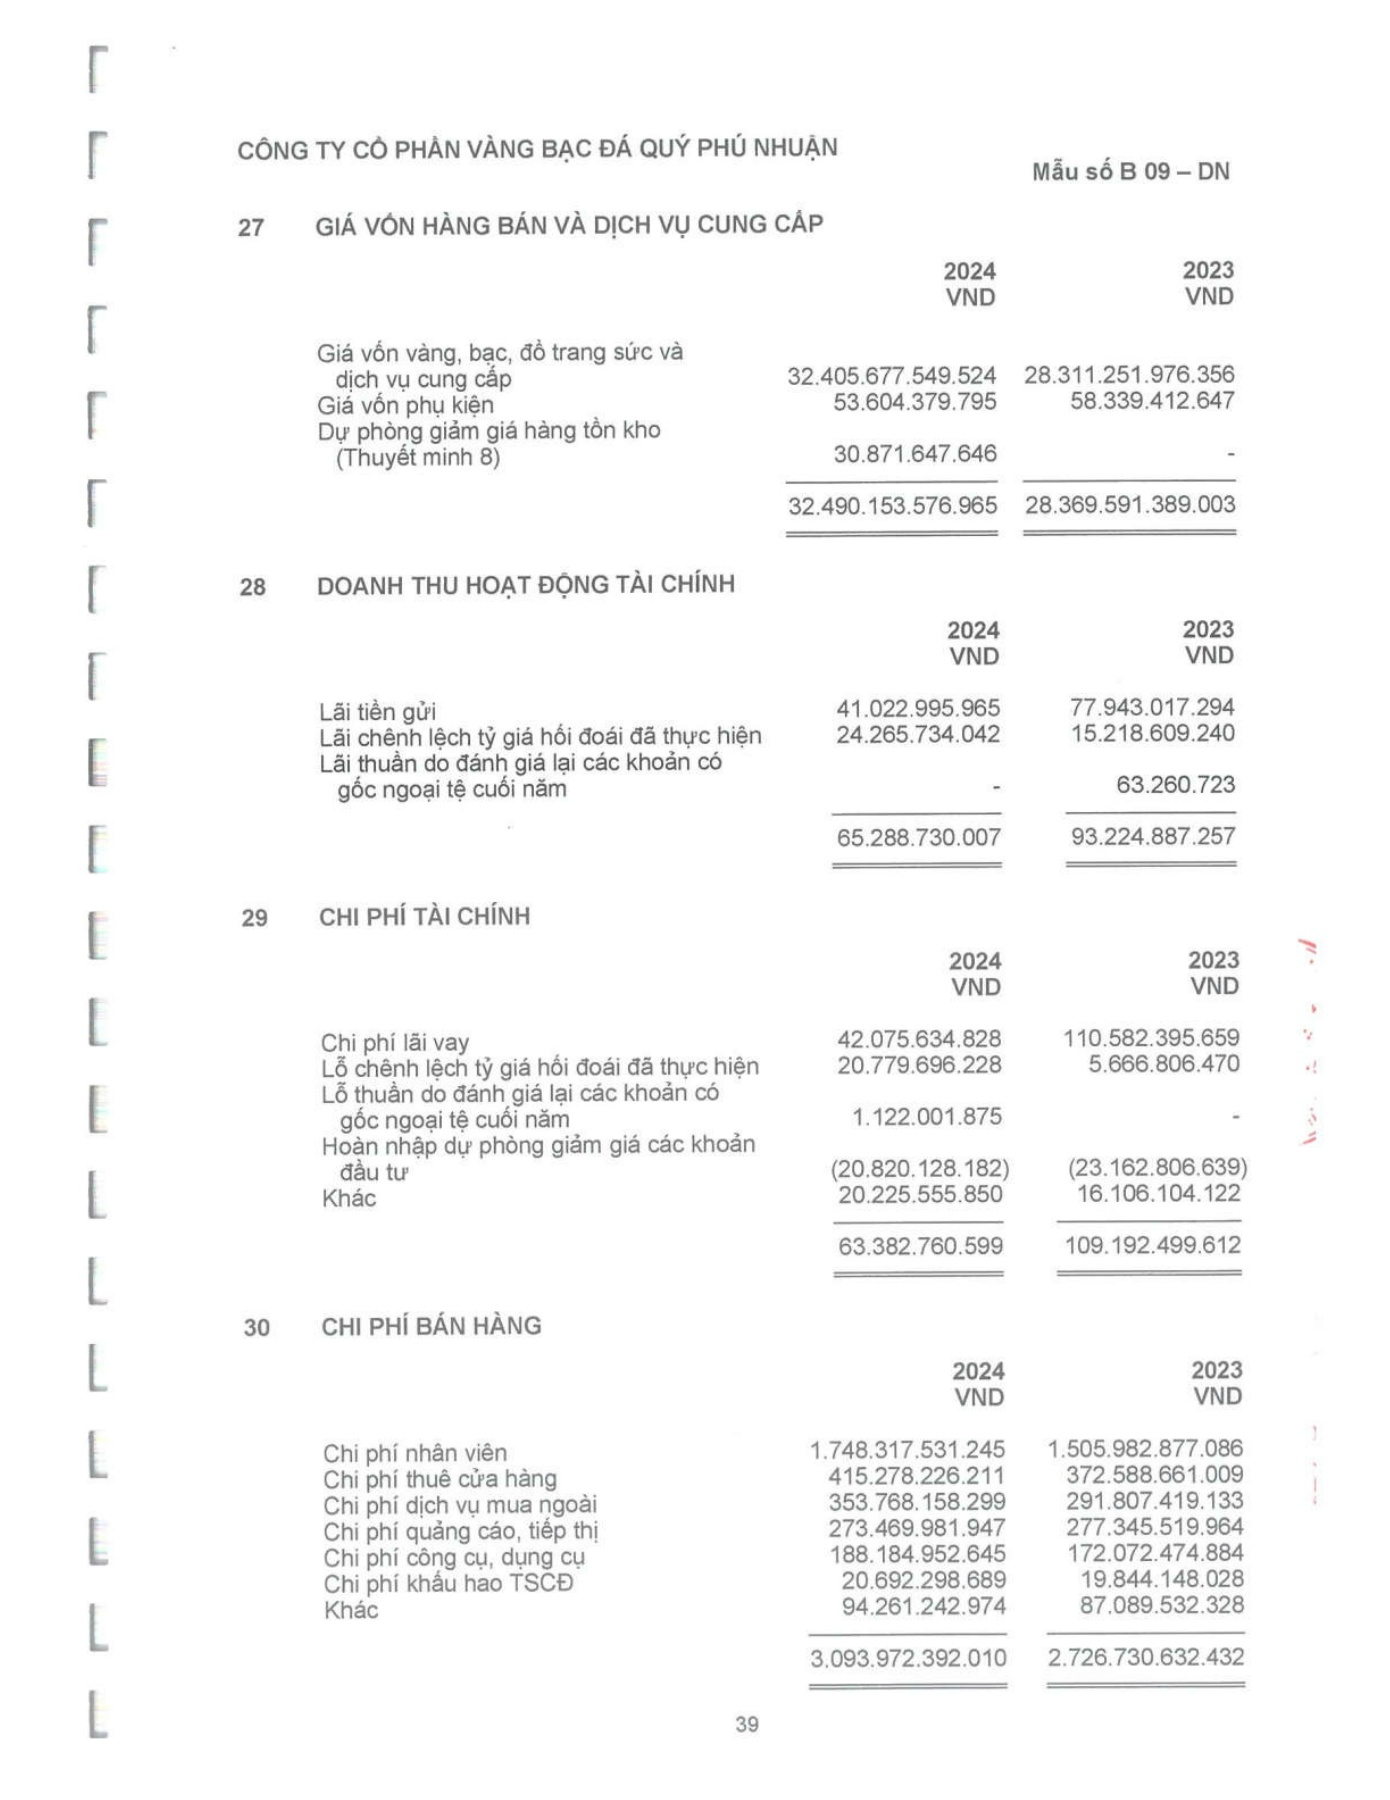 CÔNG TY CỔ PHẦN VÀNG BẠC ĐÁ QUÝ PHÚ NHUẬN
Mẫu số B 09 – DN
27 GIÁ VỐN HÀNG BÁN VÀ DỊCH VỤ CUNG CẤP
2024 2023
VND VND
Giá vốn vàng, bạc, đồ trang sức và
dịch vụ cung cấp 32.405.677.549.524 28.311.251.976.356
Giá vốn phụ kiện 53.604.379.795 58.339.412.647
Dự phòng giảm giá hàng tồn kho
(Thuyết minh 8) 30.871.647.646 -
32.490.153.576.965 28.369.591.389.003
28 DOANH THU HOẠT ĐỘNG TÀI CHÍNH
2024 2023
VND VND
Lãi tiền gửi 41.022.995.965 77.943.017.294
Lãi chênh lệch tỷ giá hối đoái đã thực hiện 24.265.734.042 15.218.609.240
Lãi thuần do đánh giá lại các khoản có
gốc ngoại tệ cuối năm - 63.260.723
65.288.730.007 93.224.887.257
29 CHI PHÍ TÀI CHÍNH
2024 2023
VND VND
Chi phí lãi vay 42.075.634.828 110.582.395.659
Lỗ chênh lệch tỷ giá hối đoái đã thực hiện 20.779.696.228 5.666.806.470
Lỗ thuần do đánh giá lại các khoản có
gốc ngoại tệ cuối năm 1.122.001.875 -
Hoàn nhập dự phòng giảm giá các khoản
đầu tư (20.820.128.182) (23.162.806.639)
Khác 20.225.555.850 16.106.104.122
63.382.760.599 109.192.499.612
30 CHI PHÍ BÁN HÀNG
2024 2023
VND VND
Chi phí nhân viên 1.748.317.531.245 1.505.982.877.086
Chi phí thuê cửa hàng 415.278.226.211 372.588.661.009
Chi phí dịch vụ mua ngoài 353.768.158.299 291.807.419.133
Chi phí quảng cáo, tiếp thị 273.469.981.947 277.345.519.964
Chi phí công cụ, dụng cụ 188.184.952.645 172.072.474.884
Chi phí khấu hao TSCĐ 20.692.298.689 19.844.148.028
Khác 94.261.242.974 87.089.532.328
3.093.972.392.010 2.726.730.632.432
39